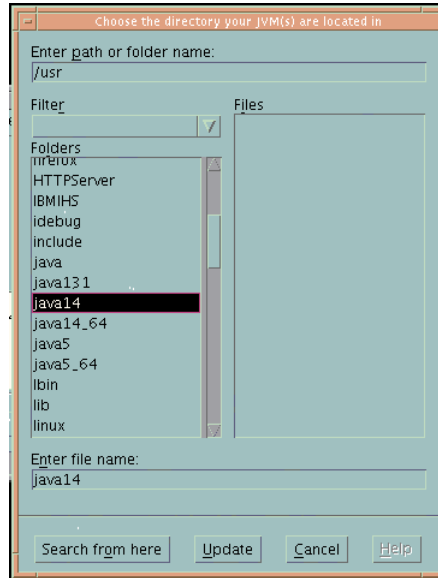 Choose the directory your JVM(s) are located in
Enter path or folder name:
/usr
Filter
Files
Folders
firefox
HTTPServer
IBMIHS
idebug
include
java
java131
java14
java14_64
java5
java5_64
lbin
lib
linux
Enter file name:
java14
Search from here
Update
Cancel
Help